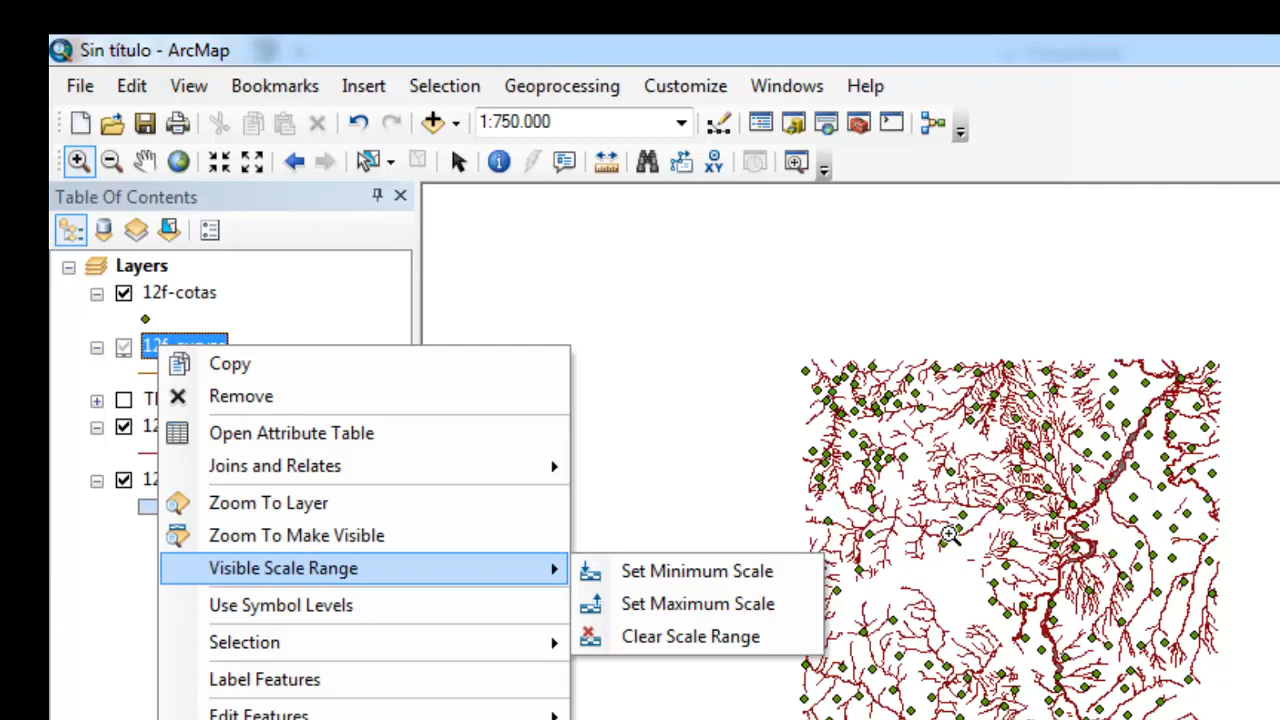 Sin título - ArcMap
File Edit View Bookmarks Insert Selection Geoprocessing Customize Windows Help
1:750.000
XY
Table Of Contents
Layers
12f-cotas
Copy
Remove
Open Attribute Table
Joins and Relates
Zoom To Layer
Zoom To Make Visible
Visible Scale Range
Set Minimum Scale
Set Maximum Scale
Clear Scale Range
Use Symbol Levels
Selection
Label Features
Edit Features